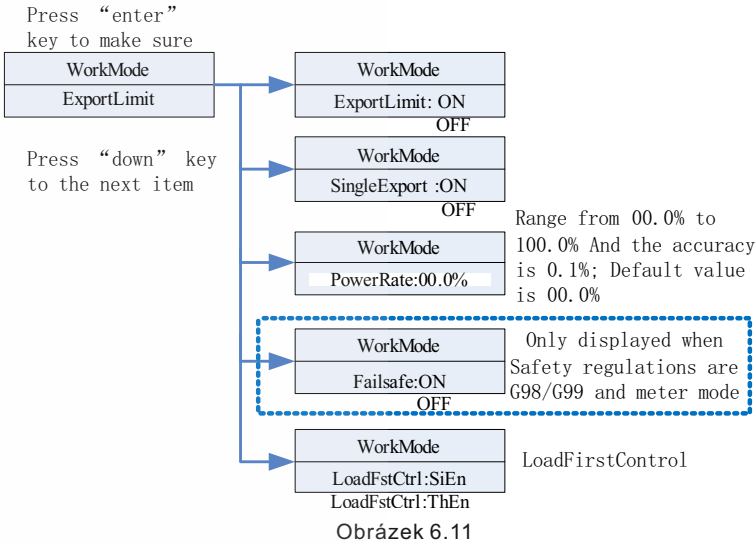 Press “enter”
key to make sure
WorkMode
ExportLimit
WorkMode
ExportLimit: ON
OFF
Press “down” key
to the next item
WorkMode
SingleExport :ON
OFF
WorkMode
PowerRate:00.0%
Range from 00.0% to
100.0% And the accuracy
is 0.1%; Default value
is 00.0%
WorkMode
Failsafe:ON
OFF
Only displayed when
Safety regulations are
G98/G99 and meter mode
WorkMode
LoadFstCtrl:SiEn
LoadFstCtrl:ThEn
LoadFirstControl
Obrázek 6.11